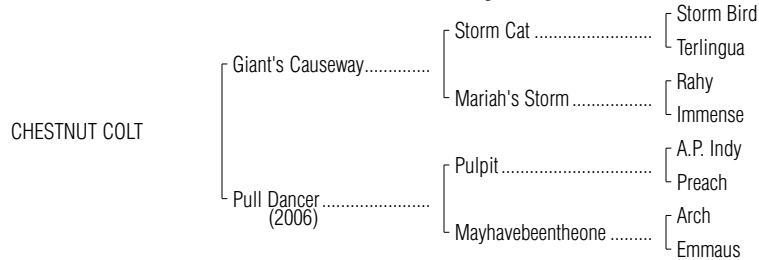 Storm Bird
Storm Cat ........................
Terlingua
Giant's Causeway..............
Rahy
Mariah's Storm ................
Immense
CHESTNUT COLT
A.P. Indy
Pulpit ...............................
Preach
Pull Dancer ......................
(2006)
Arch
Mayhavebeentheone .........
Emmaus